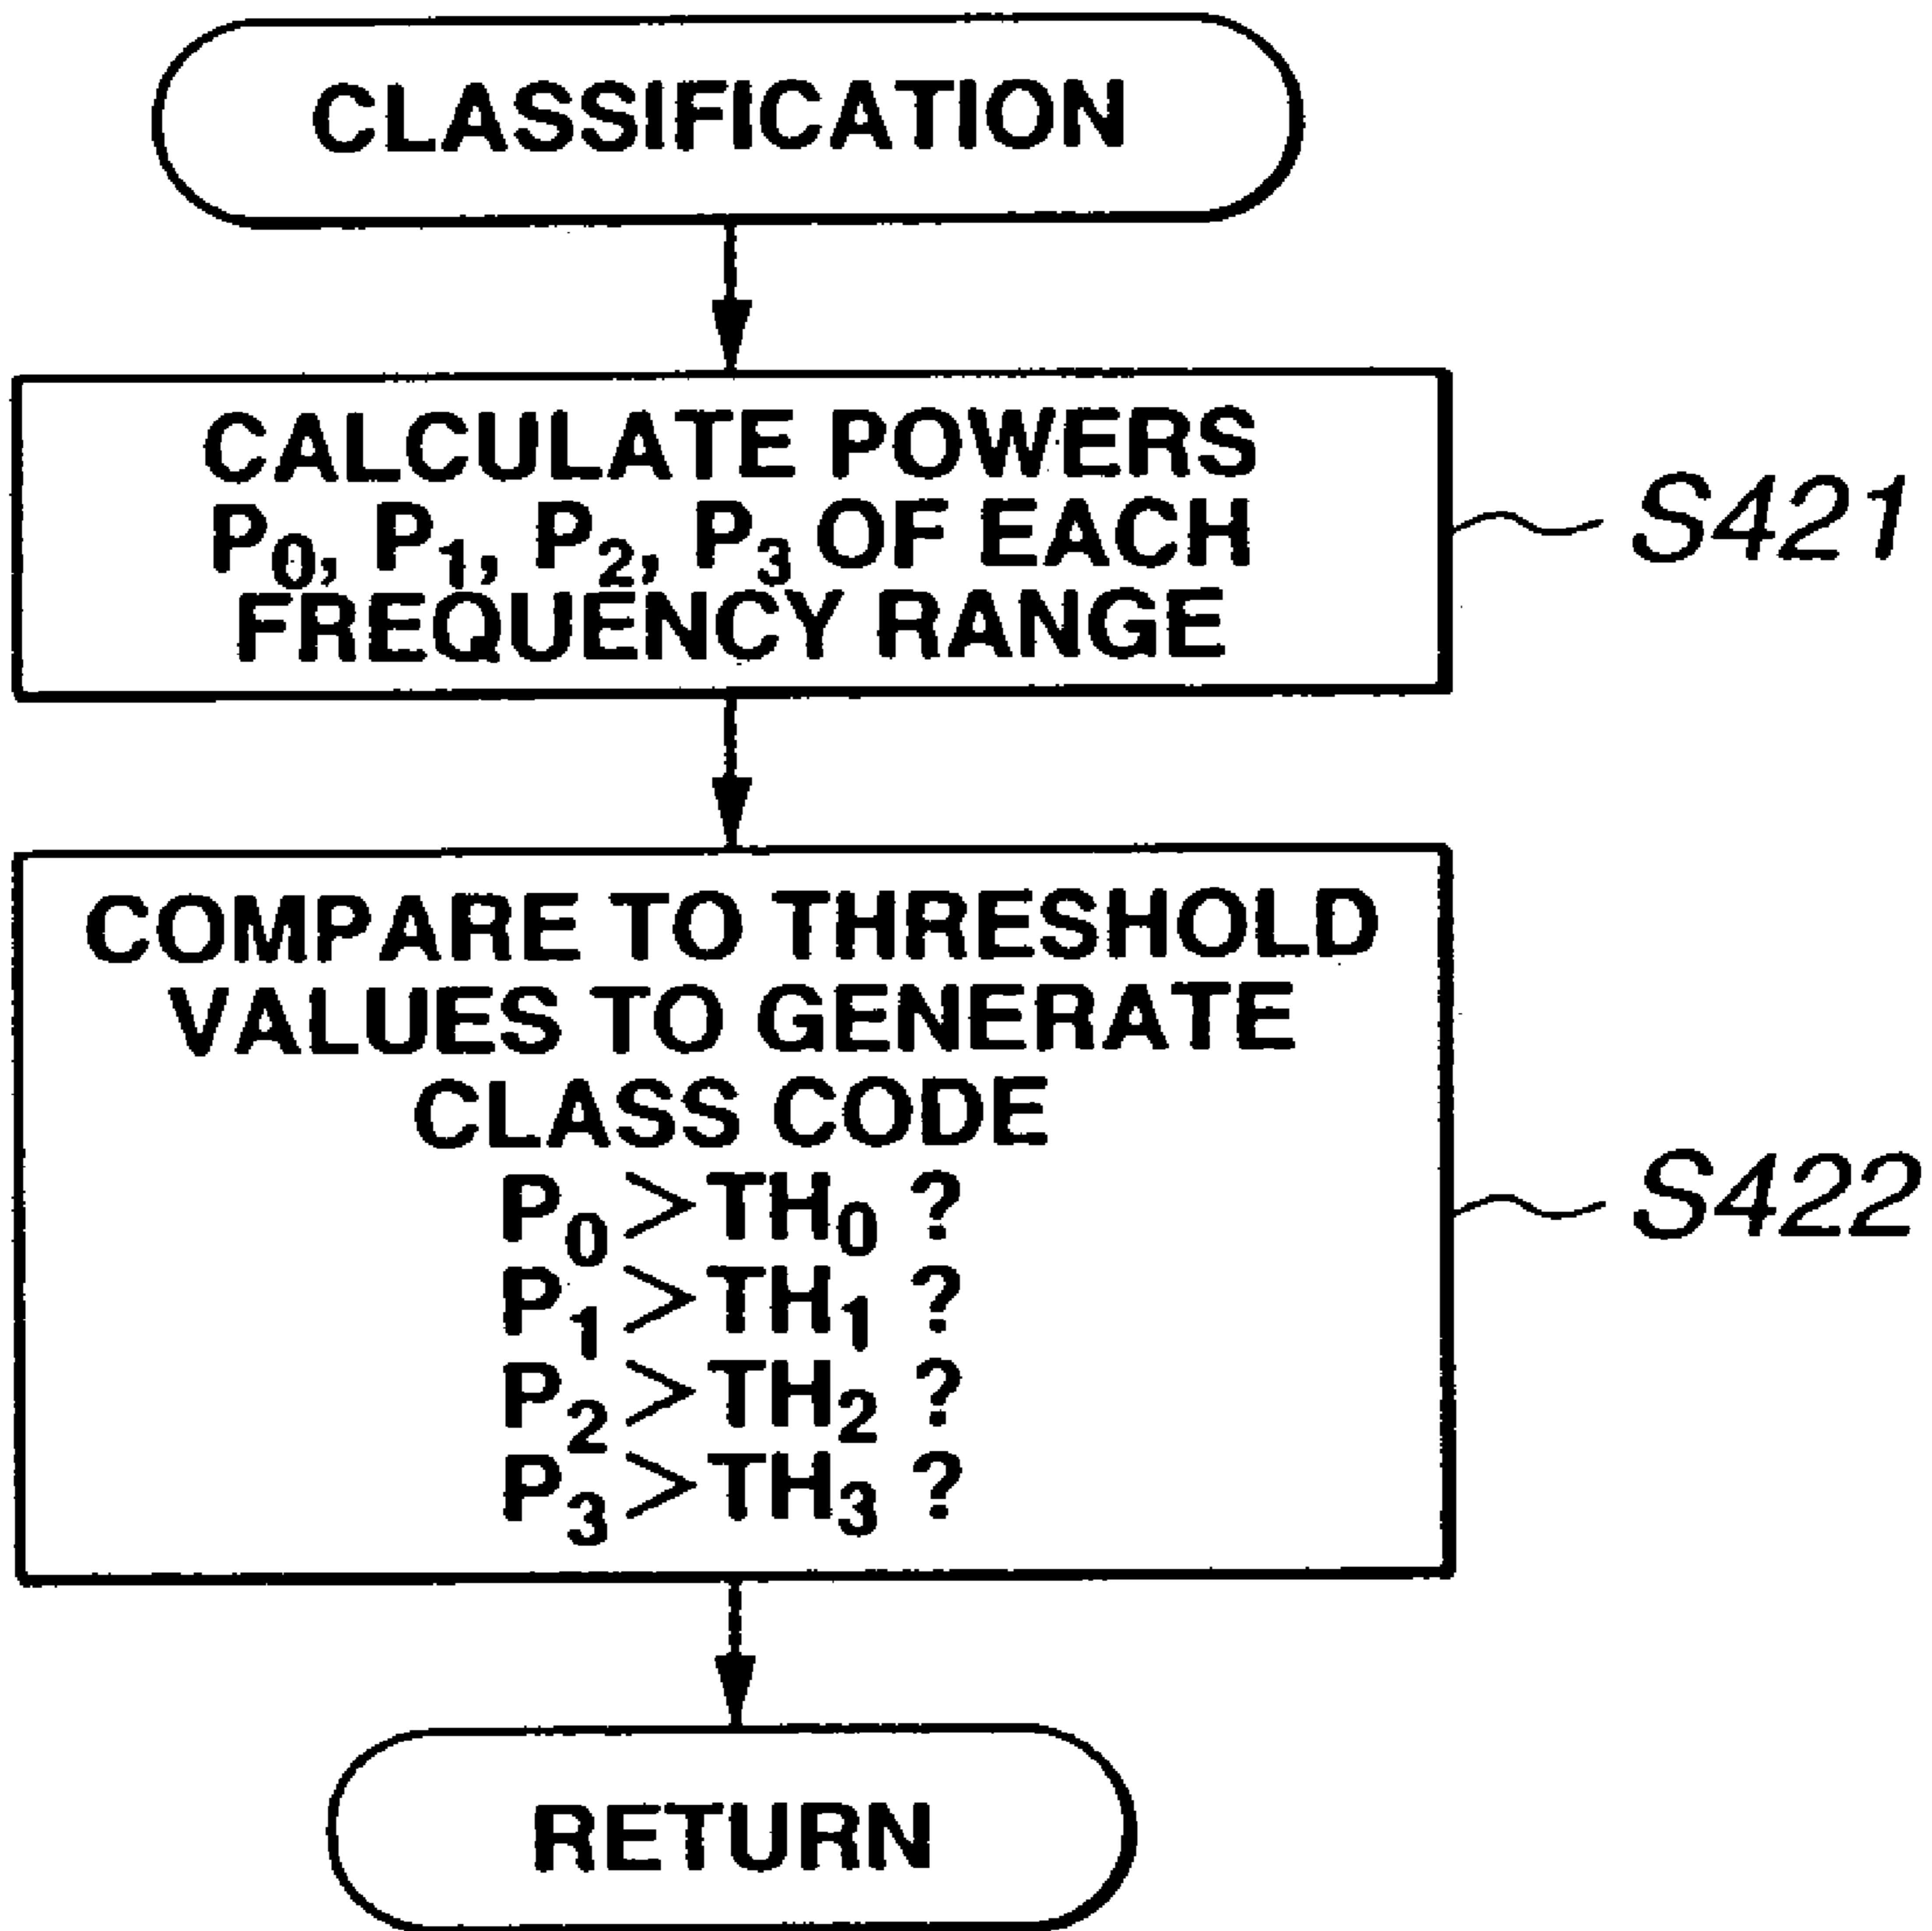 CLASSIFICATION
CALCULATE POWERS
P₀, P₁, P₂, P₃ OF EACH
FREQUENCY RANGE
S421
COMPARE TO THRESHOLD
VALUES TO GENERATE
CLASS CODE
P₀ > TH₀ ?
P₁ > TH₁ ?
P₂ > TH₂ ?
P₃ > TH₃ ?
S422
RETURN